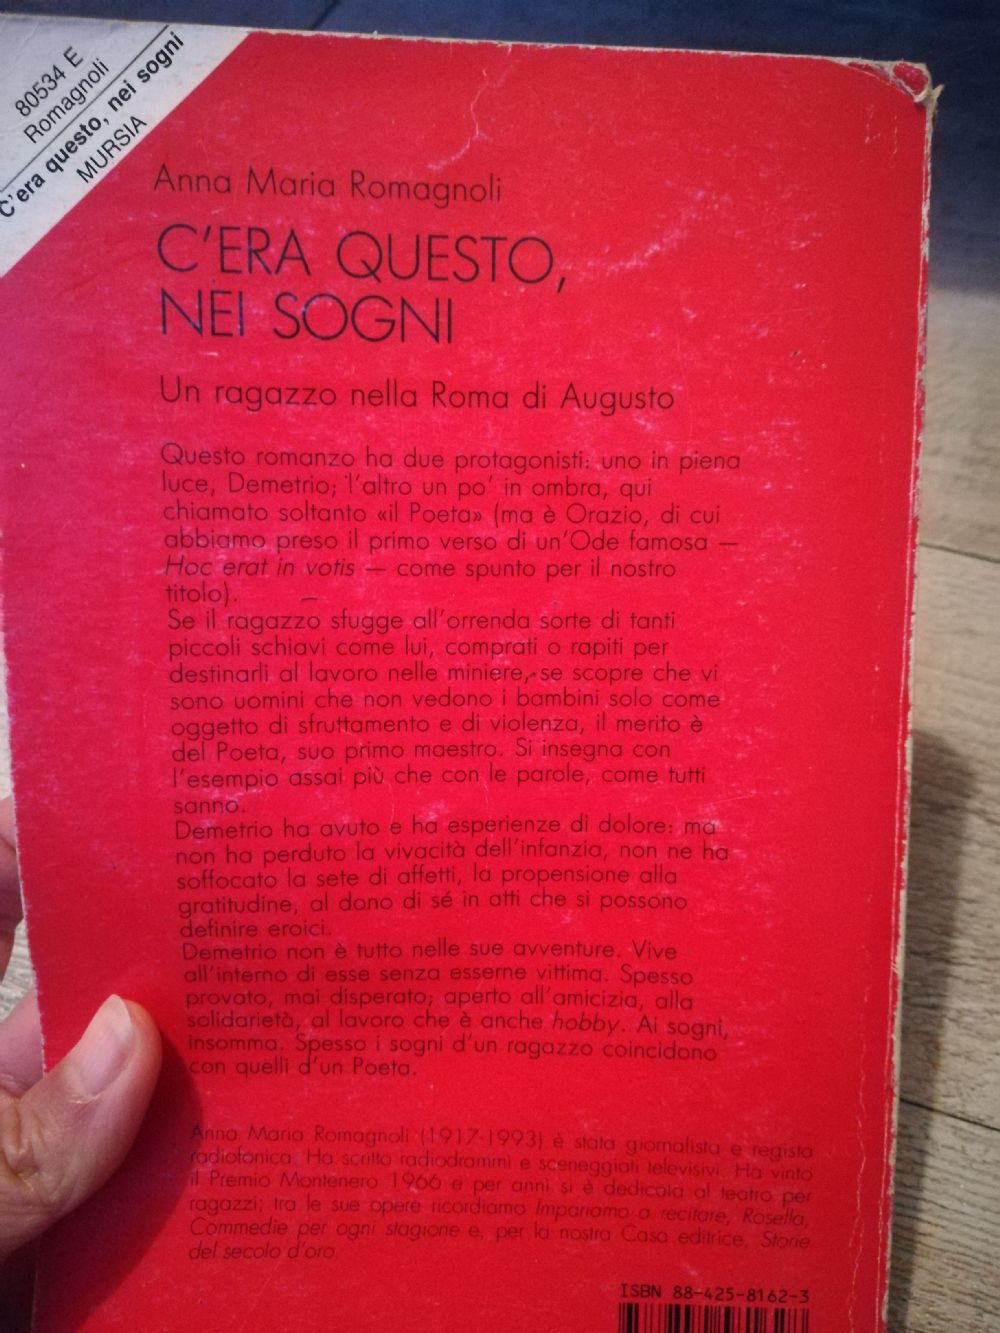 80534 E
Romagnoli
C'era questo, nei sogni
MURSIA
Anna Maria Romagnoli
C'ERA QUESTO,
NEI SOGNI
Un ragazzo nella Roma di Augusto
Questo romanzo ha due protagonisti: uno in piena
luce, Demetrio; l'altro un po' in ombra, qui
chiamato soltanto «il Poeta» (ma è Orazio, di cui
abbiamo preso il primo verso di un'Ode famosa —
Hoc erat in votis — come spunto per il nostro
titolo).
Se il ragazzo sfugge all'orrenda sorte di tanti
piccoli schiavi come lui, comprati o rapiti per
destinarli al lavoro nelle miniere, se scopre che vi
sono uomini che non vedono i bambini solo come
oggetto di sfruttamento e di violenza, il merito è
del Poeta, suo primo maestro. Si insegna con
l'esempio assai più che con le parole, come tutti
sanno.
Demetrio ha avuto e ha esperienze di dolore: ma
non ha perduto la vivacità dell'infanzia, non ne ha
soffocato la sete di affetti, la propensione alla
gratitudine, al dono di sé in atti che si possono
definire eroici.
Demetrio non è tutto nelle sue avventure. Vive
all'interno di esse senza esserne vittima. Spesso
provato, mai disperato; aperto all'amicizia, alla
solidarietà, al lavoro che è anche hobby. Ai sogni,
insomma. Spesso i sogni d'un ragazzo coincidono
con quelli d'un Poeta.
Anna Maria Romagnoli (1917-1993) è stata giornalista e regista
radiofonica. Ha scritto radiodrammi e sceneggiati televisivi. Ha vinto
il Premio Montenero 1966 e per anni si è dedicata al teatro per
ragazzi; tra le sue opere ricordiamo Impariamo a recitare, Rosella,
Commedie per ogni stagione e, per la nostra Casa editrice, Storie
del secolo d'oro.
ISBN 88-425-8162-3